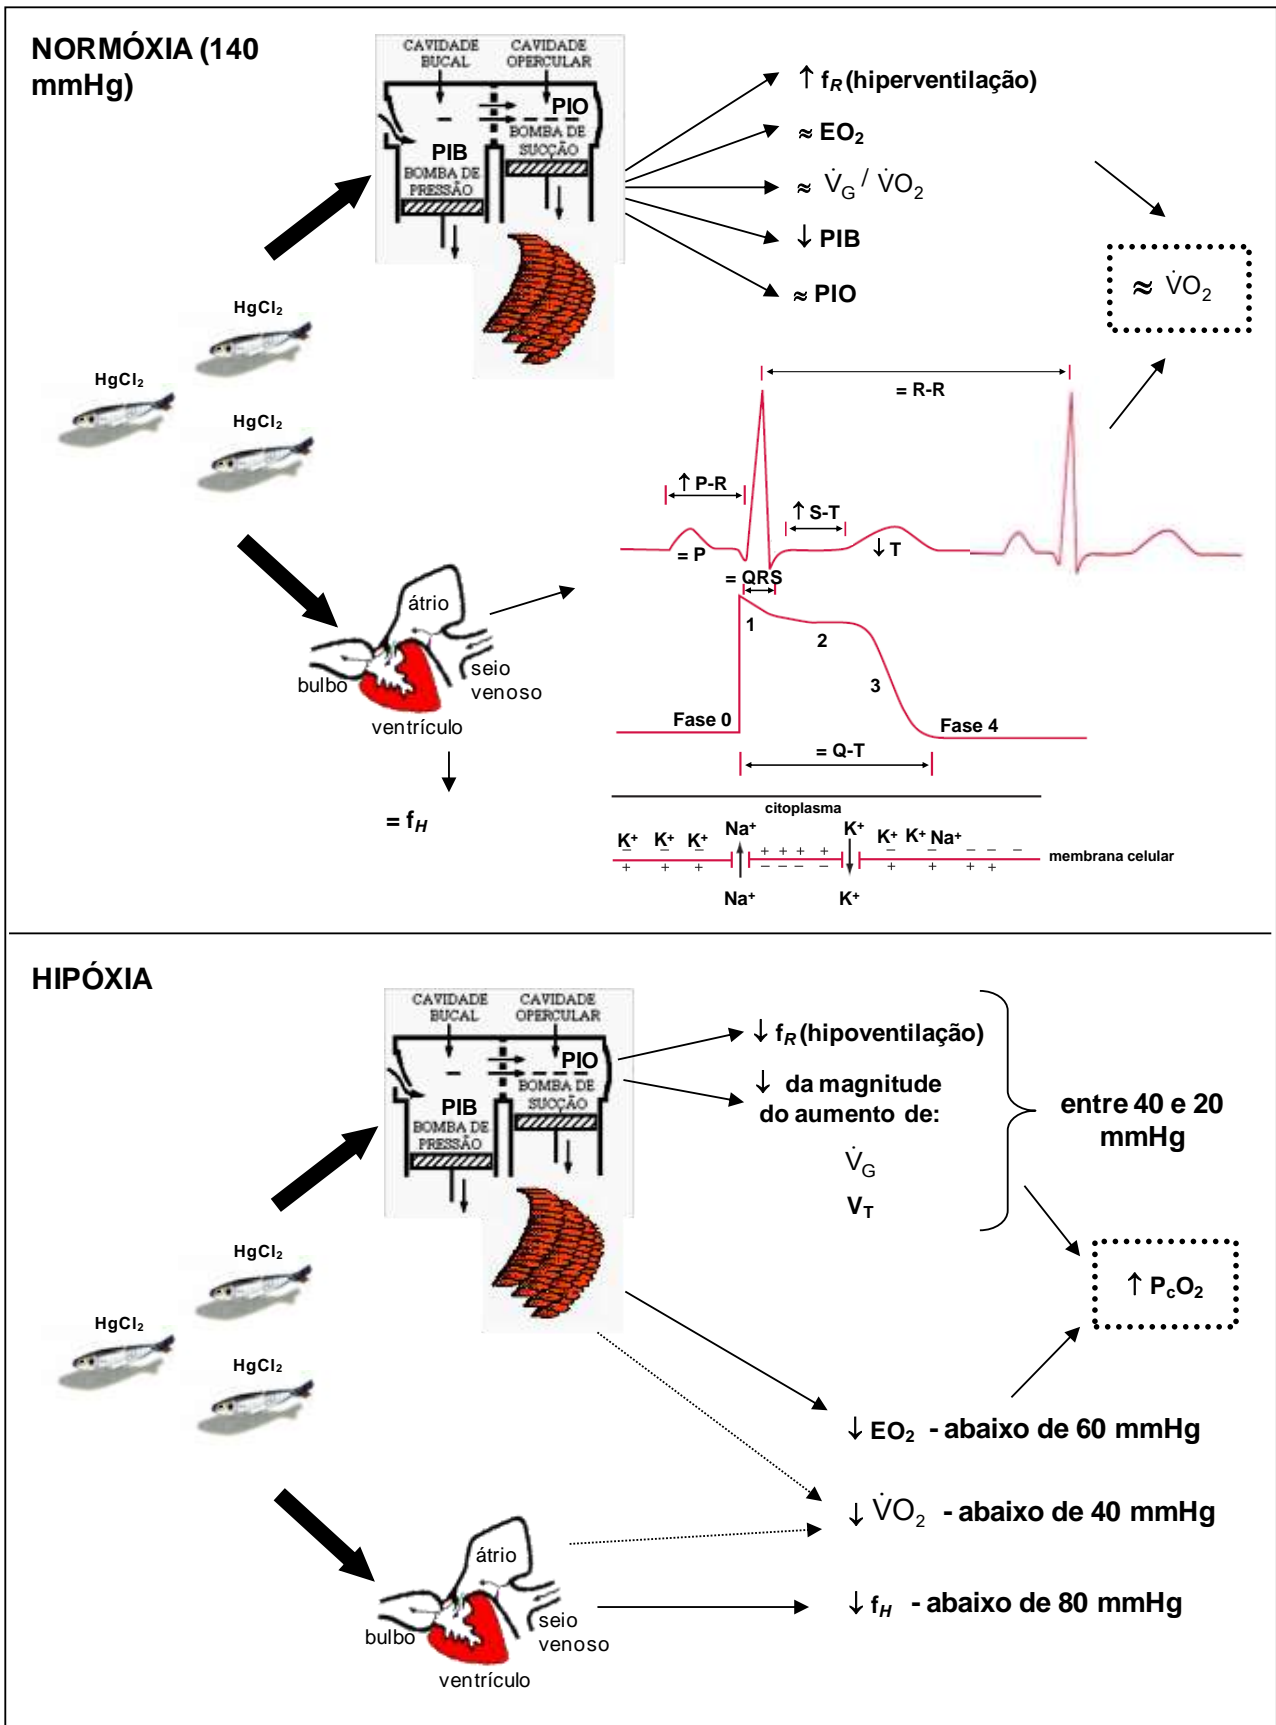 NORMÓXIA (140
mmHg)
CAVIDADE
BUCAL
CAVIDADE
OPERCULAR
PIO
BOMBA DE
SUCÇÃO
PIB
BOMBA DE
PRESSÃO
↑ fR (hiperventilação)
≈ EO₂
≈ V̇G / V̇O₂
↓ PIB
≈ PIO
≈ V̇O₂
HgCl₂
HgCl₂
HgCl₂
= R-R
↑ P-R
↑ S-T
= P
↓ T
= QRS
átrio
bulbo
seio
venoso
ventrículo
= fH
1
2
3
Fase 0
Fase 4
= Q-T
citoplasma
K⁺ K⁺ K⁺ Na⁺ K⁺ K⁺ K⁺ Na⁺
− − − + + + + − − − − −
+ + + − − − − + + + +
membrana celular
Na⁺ K⁺
HIPÓXIA
CAVIDADE
BUCAL
CAVIDADE
OPERCULAR
PIO
BOMBA DE
SUCÇÃO
PIB
BOMBA DE
PRESSÃO
↓ fR (hipoventilação)
↓ da magnitude
do aumento de:
V̇G
VT
entre 40 e 20
mmHg
↑ PcO₂
HgCl₂
HgCl₂
HgCl₂
↓ EO₂ - abaixo de 60 mmHg
↓ V̇O₂ - abaixo de 40 mmHg
↓ fH - abaixo de 80 mmHg
átrio
bulbo
seio
venoso
ventrículo